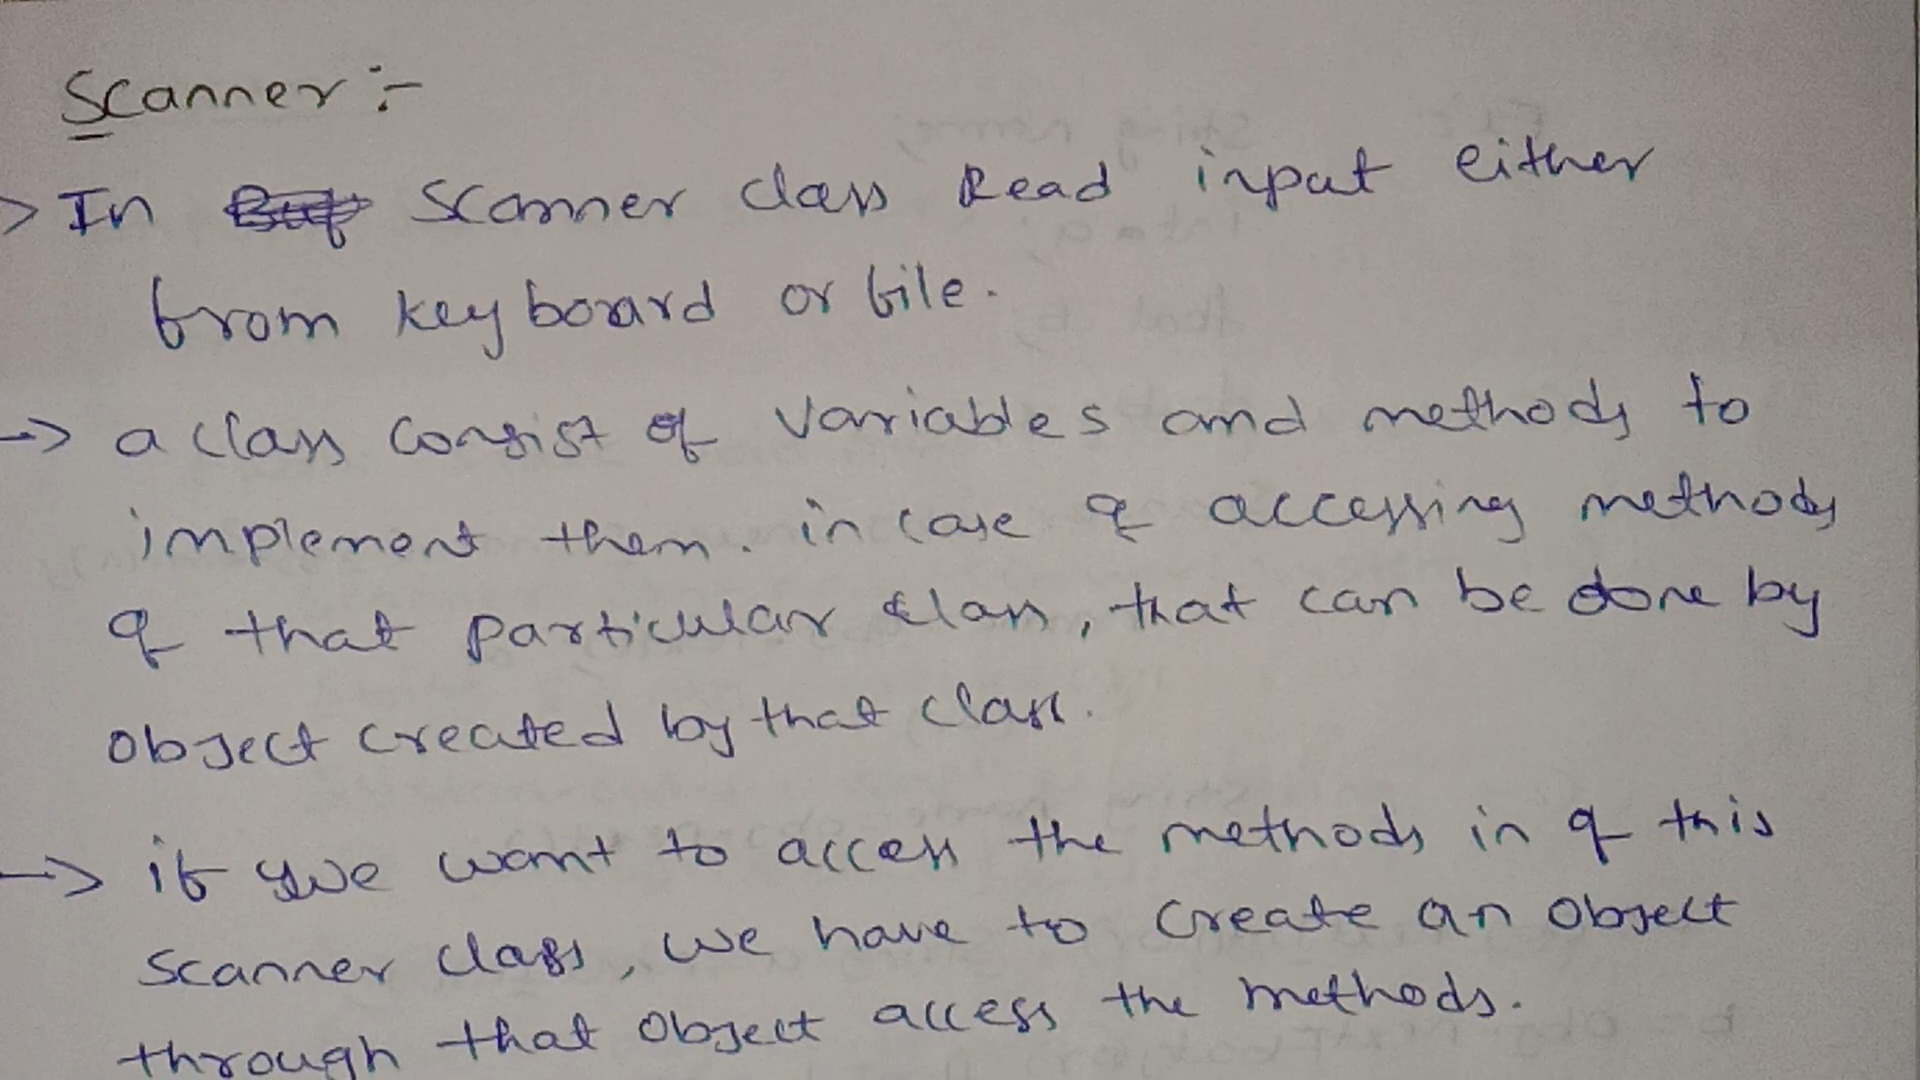 Scanner :-
> In Scanner class Read input either
from keyboard or file.
-> a class consist of variables and methods to
implement them. in case of accessing methods
of that particular class, that can be done by
object created by that class.
-> if we want to access the methods in of this
scanner class, we have to create an object
through that object access the methods.